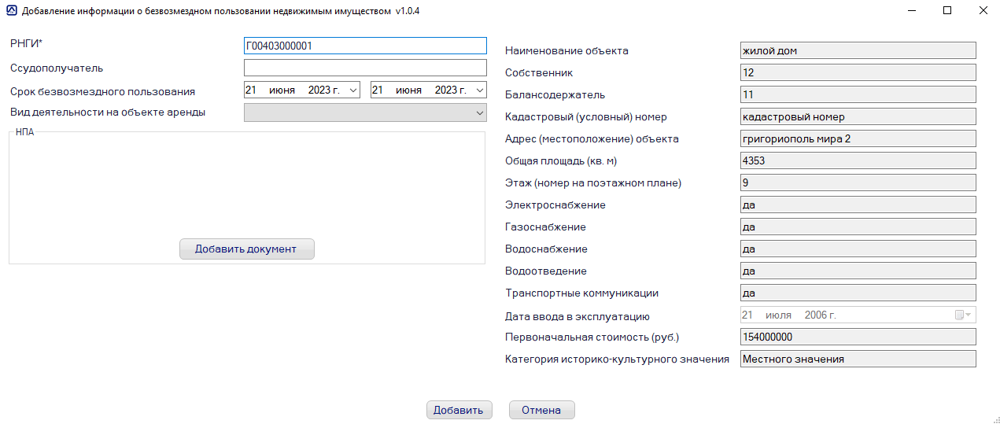 Добавление информации о безвозмездном пользовании недвижимым имуществом v1.0.4
РНГИ* Г00403000001
Ссудополучатель
Срок безвозмездного пользования 21 июня 2023 г. 21 июня 2023 г.
Вид деятельности на объекте аренды
НПА
Добавить документ
Наименование объекта жилой дом
Собственник 12
Балансодержатель 11
Кадастровый (условный) номер кадастровый номер
Адрес (местоположение) объекта григориополь мира 2
Общая площадь (кв. м) 4353
Этаж (номер на поэтажном плане) 9
Электроснабжение да
Газоснабжение да
Водоснабжение да
Водоотведение да
Транспортные коммуникации да
Дата ввода в эксплуатацию 21 июля 2006 г.
Первоначальная стоимость (руб.) 154000000
Категория историко-культурного значения Местного значения
Добавить Отмена